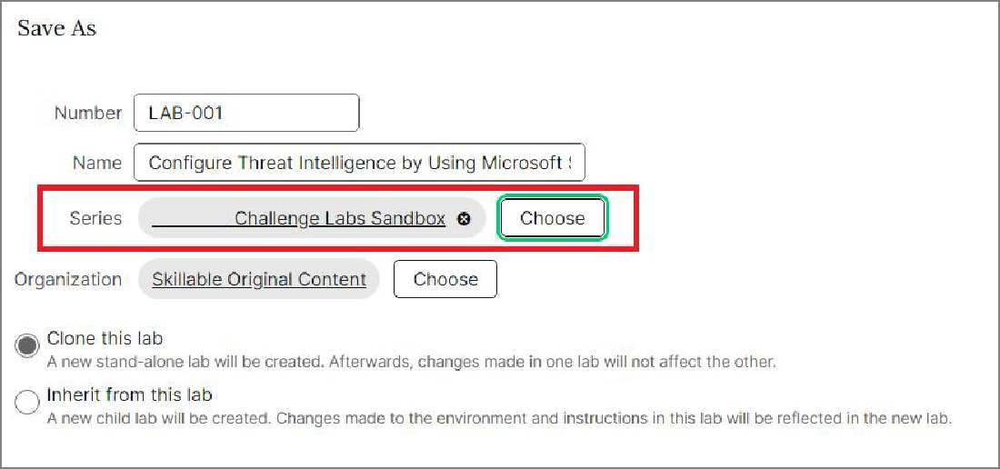 Save As
Number LAB-001
Name Configure Threat Intelligence by Using Microsoft
Series Challenge Labs Sandbox Choose
Organization Skillable Original Content Choose
Clone this lab
A new stand-alone lab will be created. Afterwards, changes made in one lab will not affect the other.
Inherit from this lab
A new child lab will be created. Changes made to the environment and instructions in this lab will be reflected in the new lab.